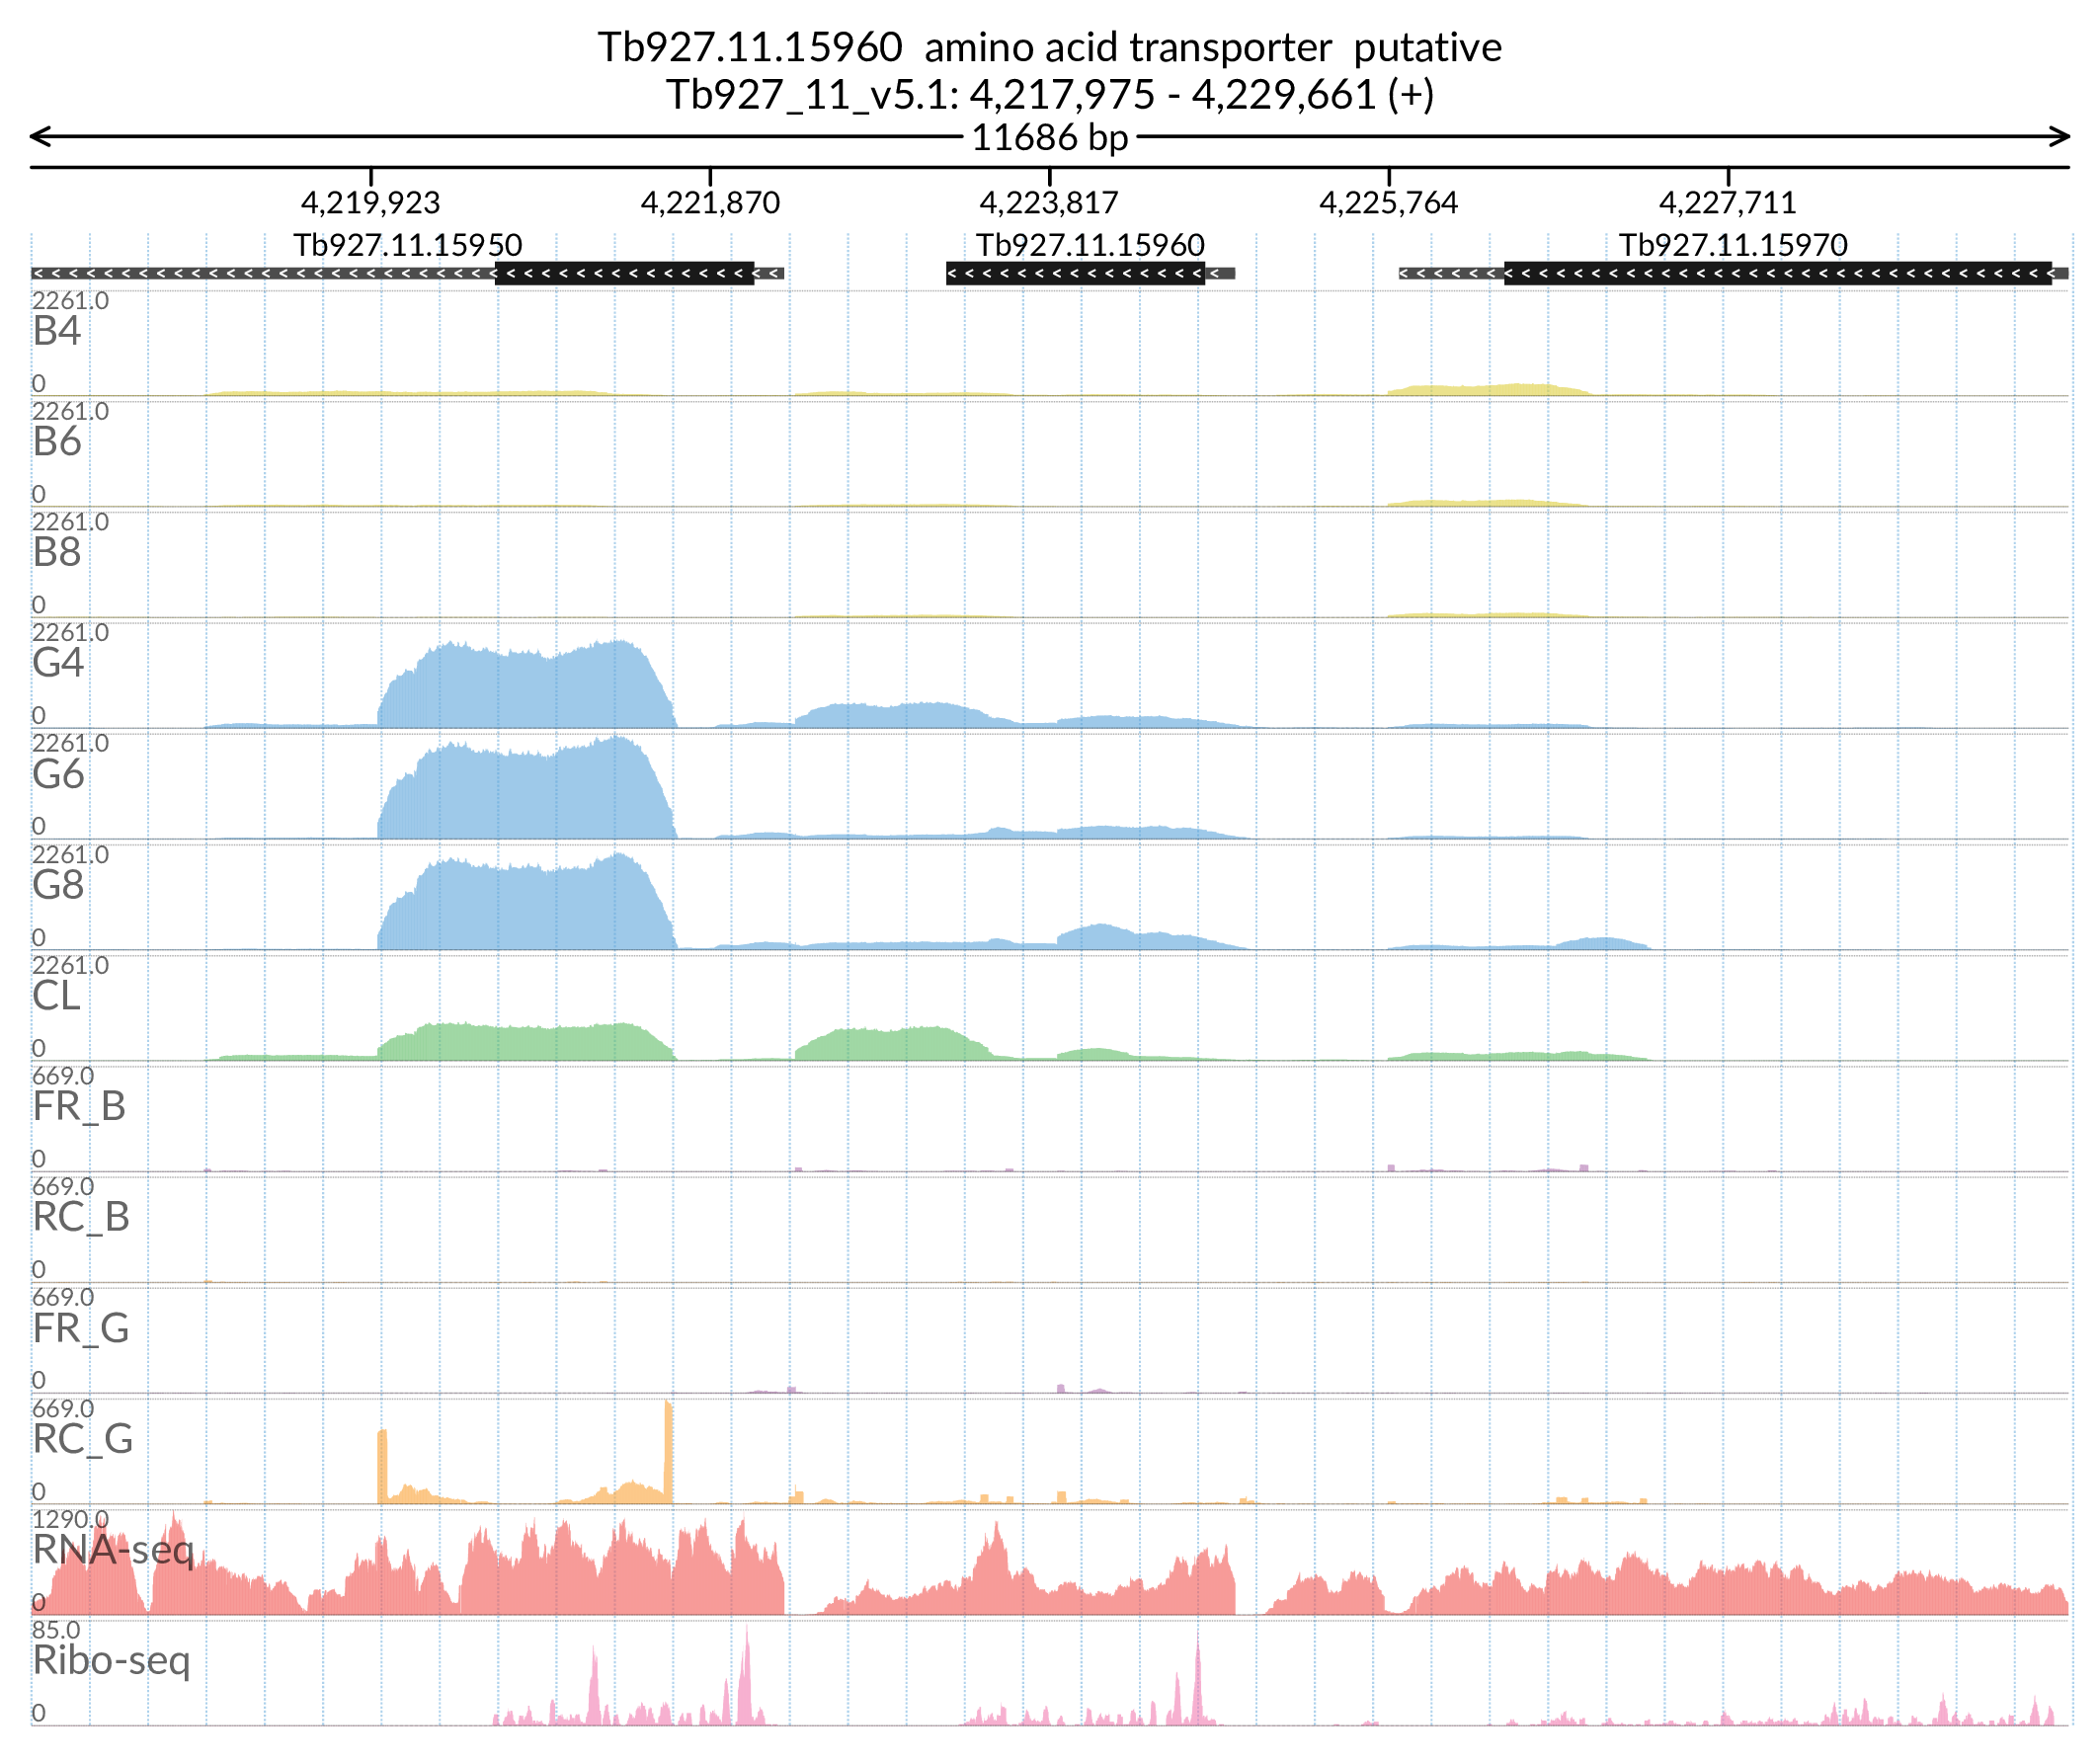 Tb927.11.15960  amino acid transporter  putative
Tb927_11_v5.1: 4,217,975 - 4,229,661 (+)
11686 bp
4,219,923 4,221,870 4,223,817 4,225,764 4,227,711
Tb927.11.15950 Tb927.11.15960 Tb927.11.15970
2261.0
B4
0
2261.0
B6
0
2261.0
B8
0
2261.0
G4
0
2261.0
G6
0
2261.0
G8
0
2261.0
CL
0
669.0
FR_B
0
669.0
RC_B
0
669.0
FR_G
0
669.0
RC_G
0
1290.0
RNA-seq
0
85.0
Ribo-seq
0